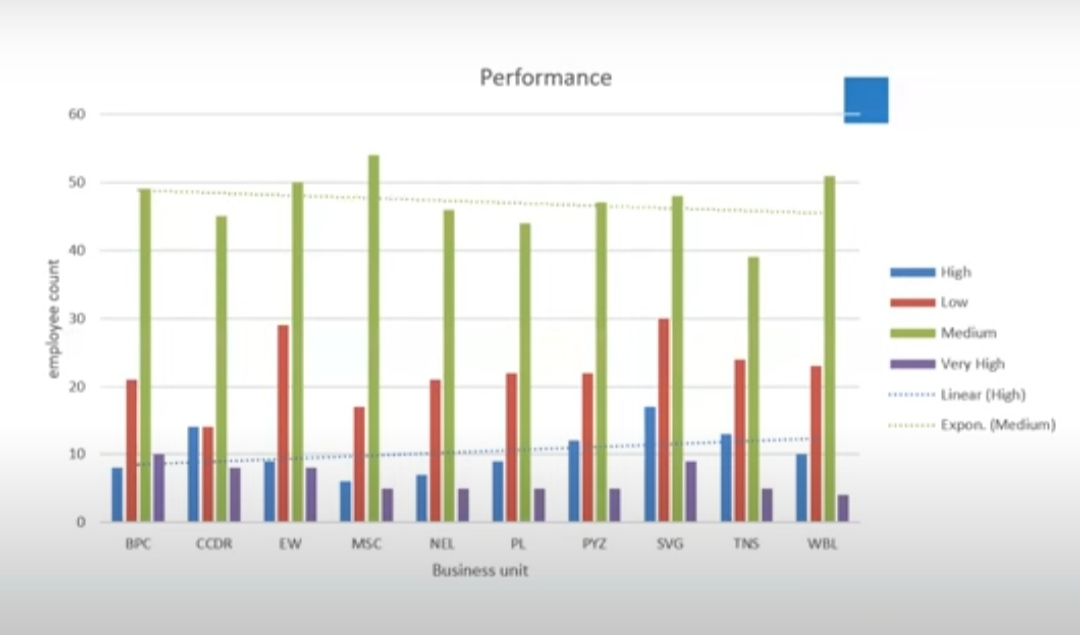 Performance
60
50
40
30
20
10
0
employee count
BPC CCDR EW MSC NEL PL PYZ SVG TNS WBL
Business unit
High
Low
Medium
Very High
Linear (High)
Expon. (Medium)